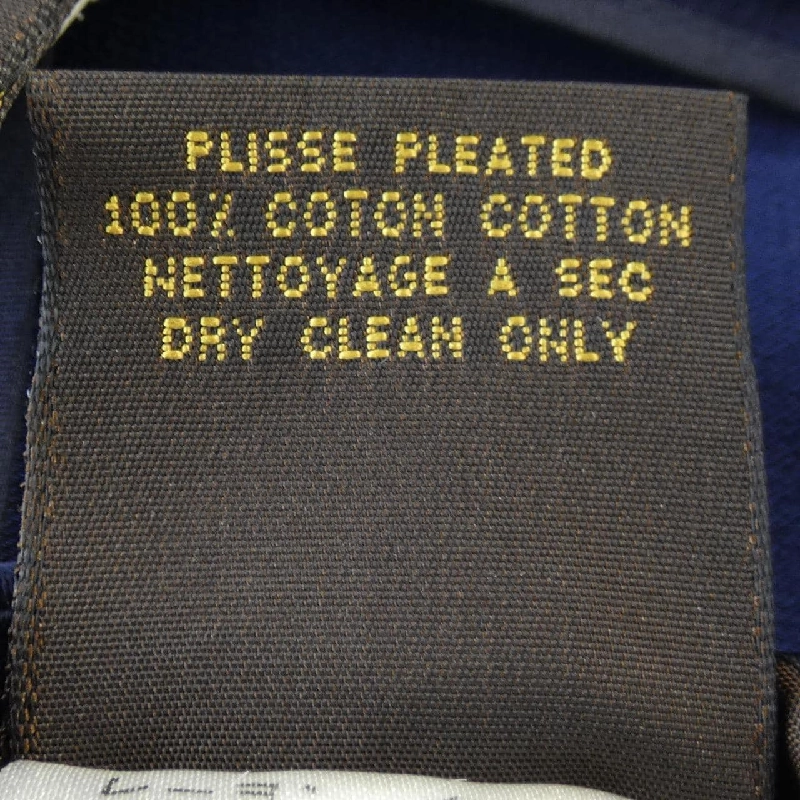 PLISSE PLEATED
100% COTON COTTON
NETTOYAGE A SEC
DRY CLEAN ONLY